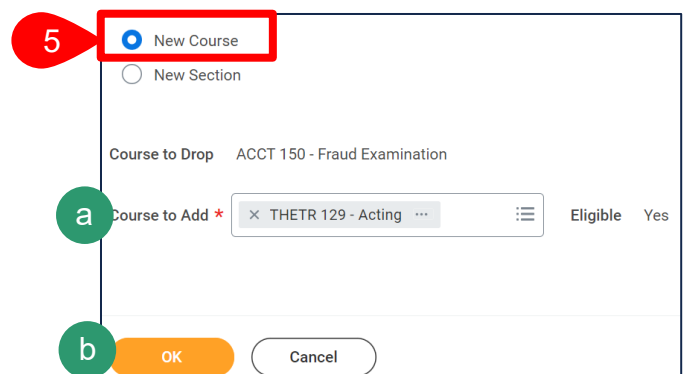 5
New Course
New Section
Course to Drop ACCT 150 - Fraud Examination
a
Course to Add * × THETR 129 - Acting ... Eligible Yes
b
OK Cancel